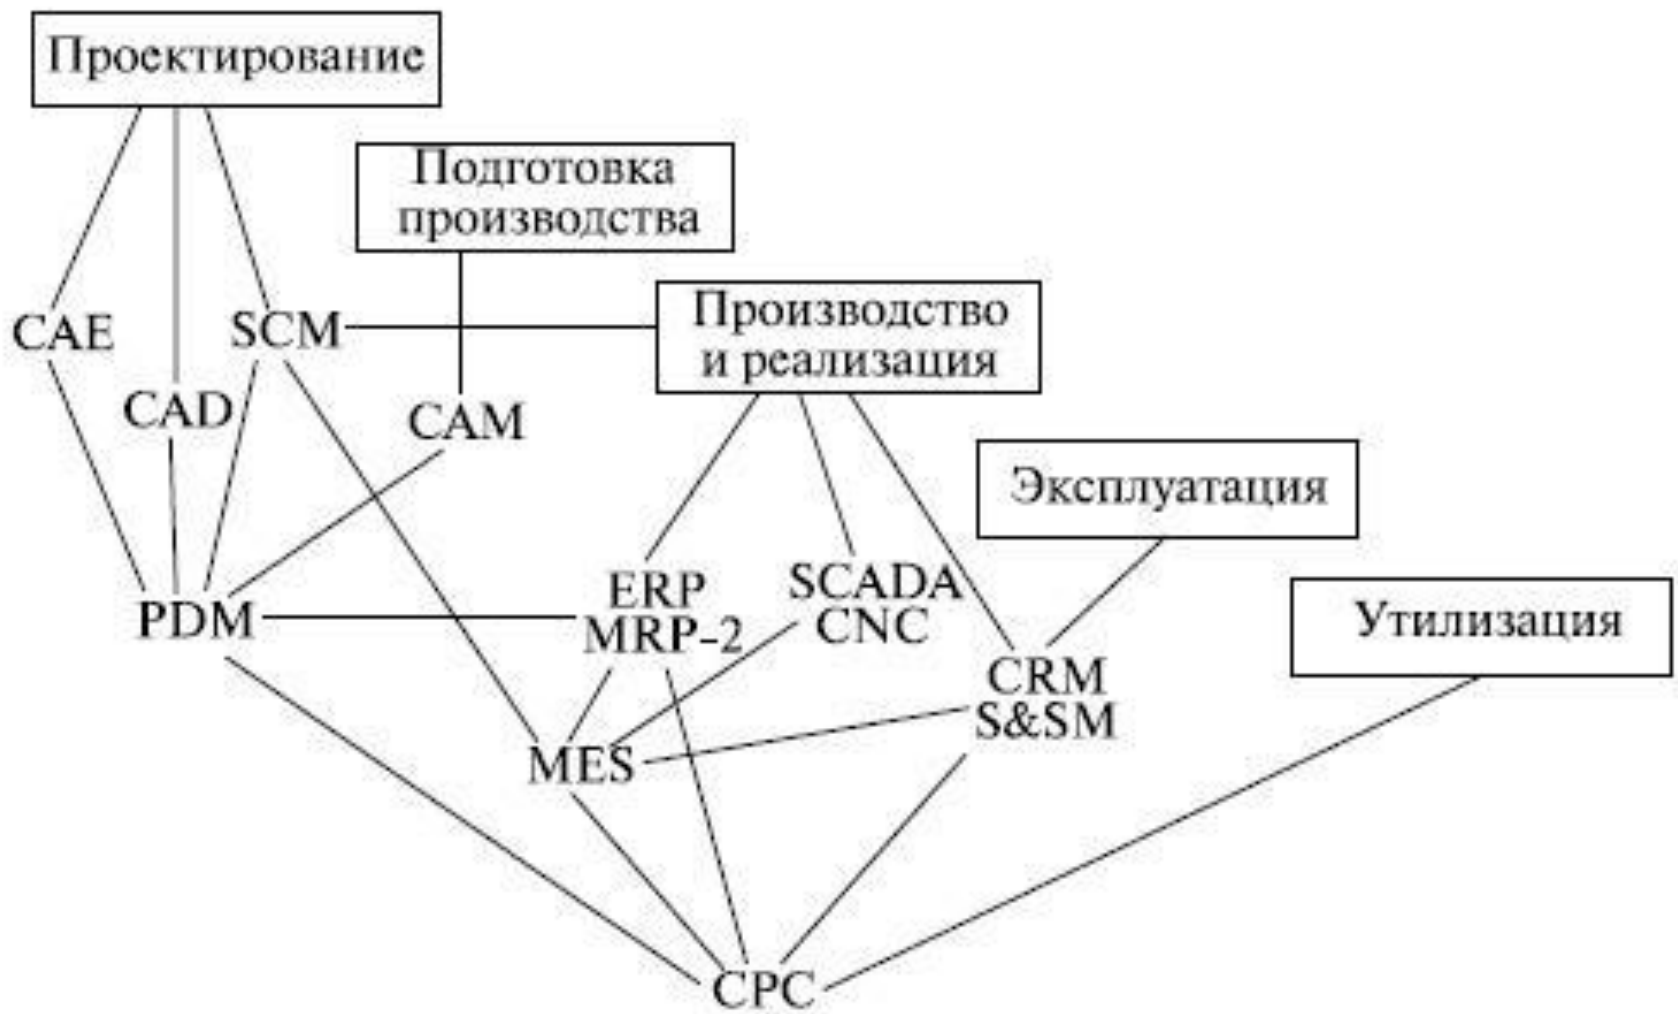 Проектирование
Подготовка
производства
Производство
и реализация
CAE
SCM
CAD
CAM
Эксплуатация
ERP
MRP-2
SCADA
CNC
PDM
Утилизация
CRM
S&SM
MES
CPC